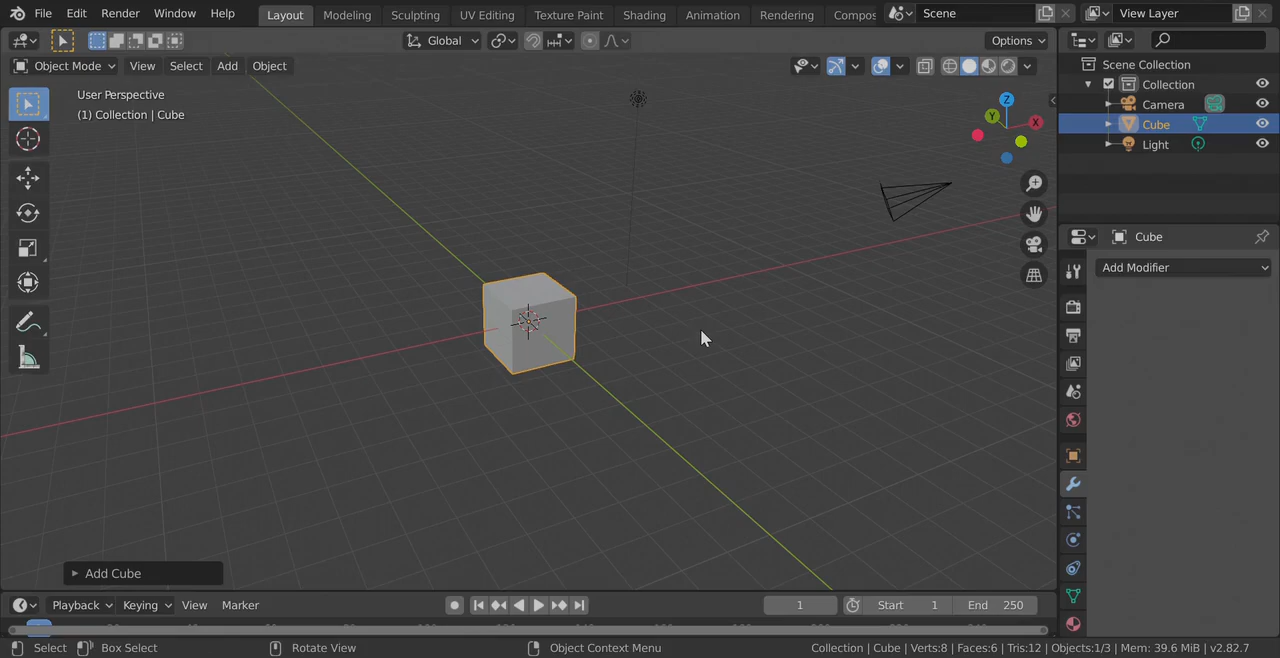 File Edit Render Window Help Layout Modeling Sculpting UV Editing Texture Paint Shading Animation Rendering Compos Scene View Layer
Global Options
Object Mode View Select Add Object
User Perspective
(1) Collection | Cube
Z
Y
X
Scene Collection
Collection
Camera
Cube
Light
Cube
Add Modifier
Add Cube
Playback Keying View Marker 1 Start 1 End 250
Select Box Select Rotate View Object Context Menu Collection | Cube | Verts:8 | Faces:6 | Tris:12 | Objects:1/3 | Mem: 39.6 MiB | v2.82.7